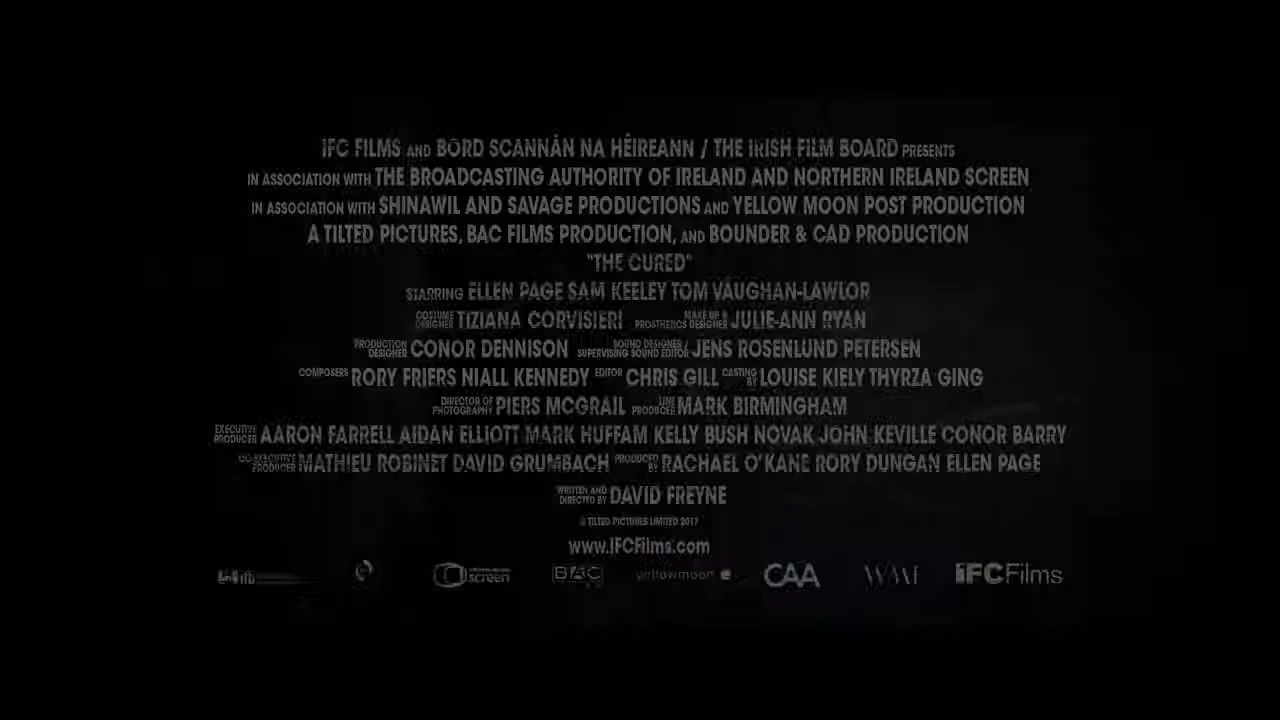 iFC FILMS AND BORD SCANNÁN NA HÉIREANN / THE IRISH FILM BOARD PRESENTS
IN ASSOCIATION WITH THE BROADCASTING AUTHORITY OF IRELAND AND NORTHERN IRELAND SCREEN
IN ASSOCIATION WITH SHINAWIL AND SAVAGE PRODUCTIONS AND YELLOW MOON POST PRODUCTION
A TILTED PICTURES, BAC FILMS PRODUCTION, AND BOUNDER & CAD PRODUCTION
"THE CURED"
STARRING ELLEN PAGE SAM KEELEY TOM VAUGHAN-LAWLOR
COSTUME DESIGNER TIZIANA CORVISIERI MAKE UP & PROSTHETICS DESIGNER JULIE-ANN RYAN
PRODUCTION DESIGNER CONOR DENNISON SOUND DESIGNER / SUPERVISING SOUND EDITOR JENS ROSENLUND PETERSEN
COMPOSERS RORY FRIERS NIALL KENNEDY EDITOR CHRIS GILL CASTING BY LOUISE KIELY THYRZA GING
DIRECTOR OF PHOTOGRAPHY PIERS MCGRAIL LINE PRODUCER MARK BIRMINGHAM
EXECUTIVE PRODUCER AARON FARRELL AIDAN ELLIOTT MARK HUFFAM KELLY BUSH NOVAK JOHN KEVILLE CONOR BARRY
CO-EXECUTIVE PRODUCER MATHIEU ROBINET DAVID GRUMBACH PRODUCED BY RACHAEL O'KANE RORY DUNGAN ELLEN PAGE
WRITTEN AND DIRECTED BY DAVID FREYNE
© TILTED PICTURES LIMITED 2017
www.iFCFilms.com
screen BAC yellowmoon CAA iFC Films